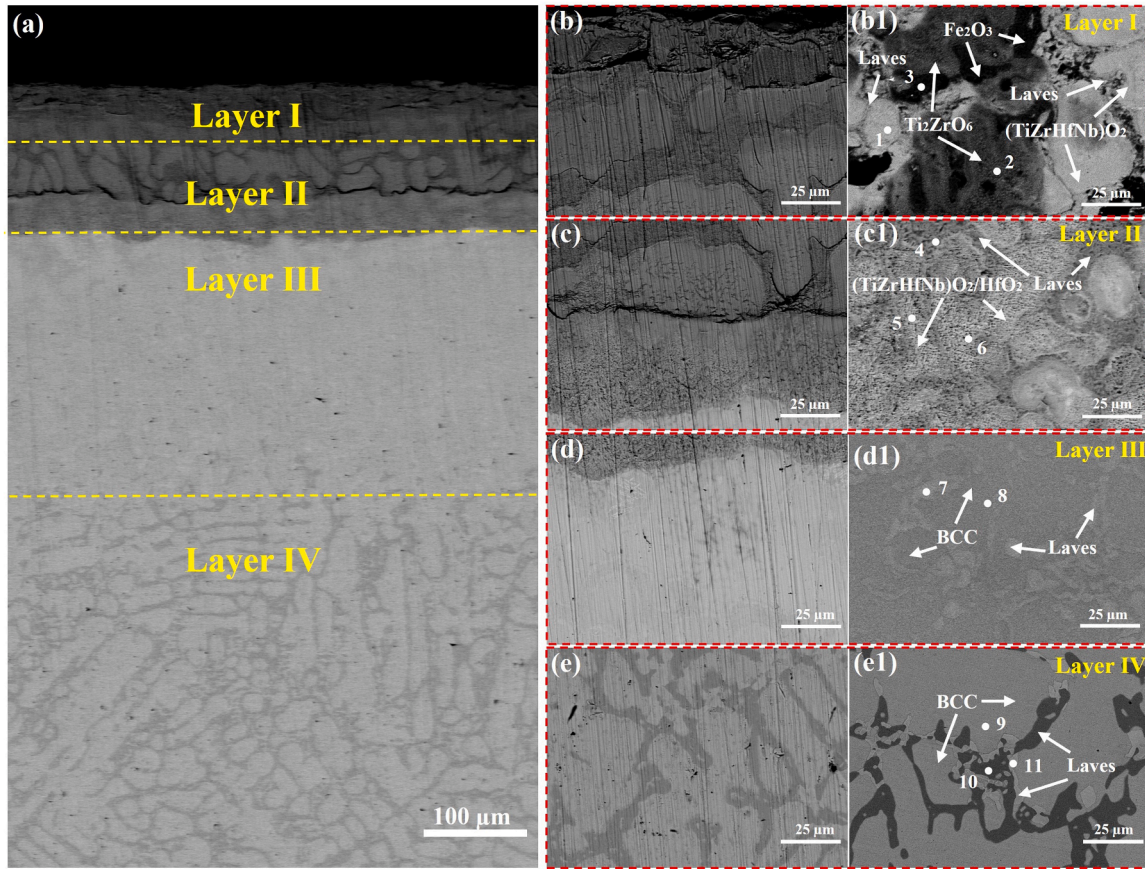 (a)
Layer I
Layer II
Layer III
Layer IV
100 μm
(b)
25 μm
(b1)
Layer I
Fe₂O₃
Laves
3
Laves
Ti₂ZrO₆
(TiZrHfNb)O₂
1
2
25 μm
(c)
25 μm
(c1)
Layer II
4
(TiZrHfNb)O₂/HfO₂
Laves
5
6
25 μm
(d)
25 μm
(d1)
Layer III
7
8
BCC
Laves
25 μm
(e)
25 μm
(e1)
Layer IV
BCC
9
11
10
Laves
25 μm